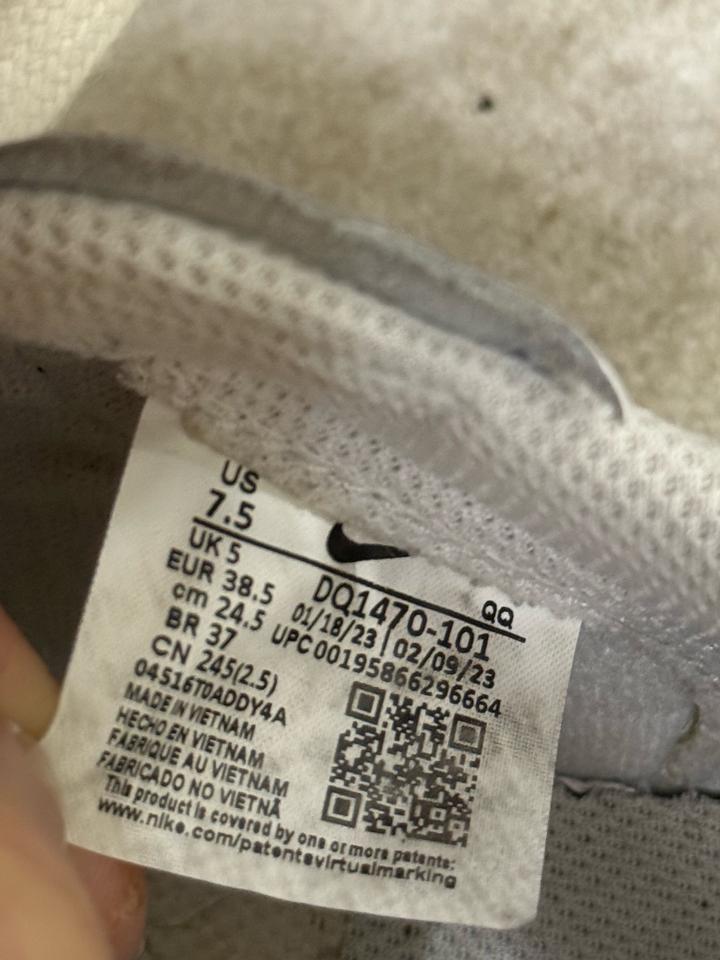 US
7.5
UK 5
EUR 38.5
cm 24.5
BR 37
CN 245(2.5)
QQ
DQ1470-101
01/18/23 | 02/09/23
UPC 00195866296664
04516T0ADDY4A
MADE IN VIETNAM
HECHO EN VIETNAM
FABRIQUE AU VIETNAM
FABRICADO NO VIETNÃ
This product is covered by one or more patents:
www.nike.com/patentsvirtualmarking